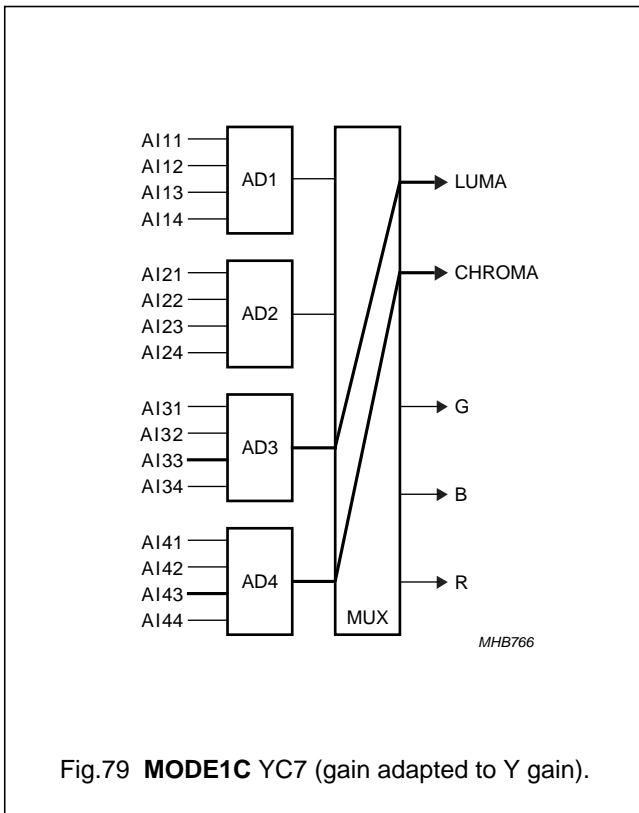 AI11
AI12
AI13
AI14
AD1
AI21
AI22
AI23
AI24
AD2
AI31
AI32
AI33
AI34
AD3
AI41
AI42
AI43
AI44
AD4
MUX
LUMA
CHROMA
G
B
R
MHB766
Fig.79 MODE1C YC7 (gain adapted to Y gain).